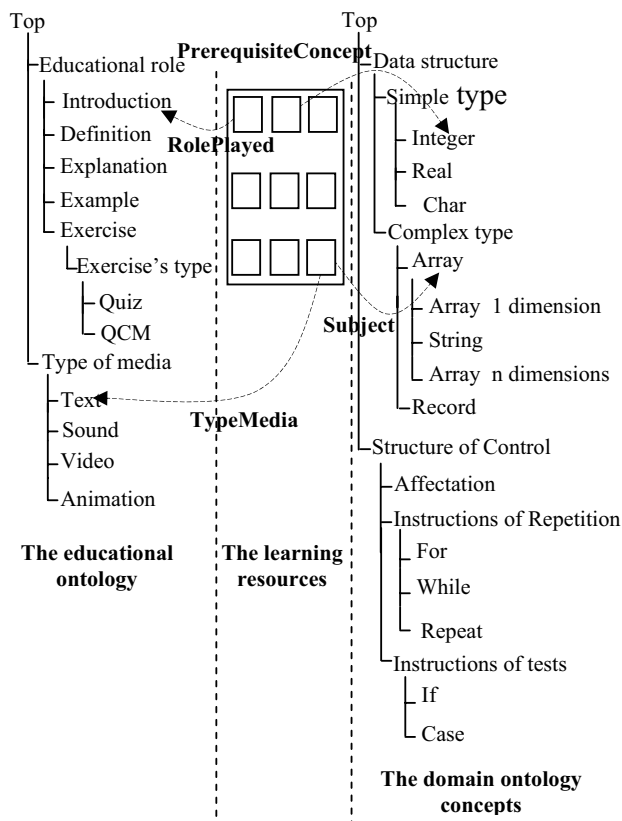 Top
Educational role
Introduction
Definition
Explanation
Example
Exercise
Exercise's type
Quiz
QCM
Type of media
Text
Sound
Video
Animation
The educational
ontology
PrerequisiteConcept
RolePlayed
Subject
TypeMedia
The learning
resources
Top
Data structure
Simple type
Integer
Real
Char
Complex type
Array
Array 1 dimension
String
Array n dimensions
Record
Structure of Control
Affectation
Instructions of Repetition
For
While
Repeat
Instructions of tests
If
Case
The domain ontology
concepts